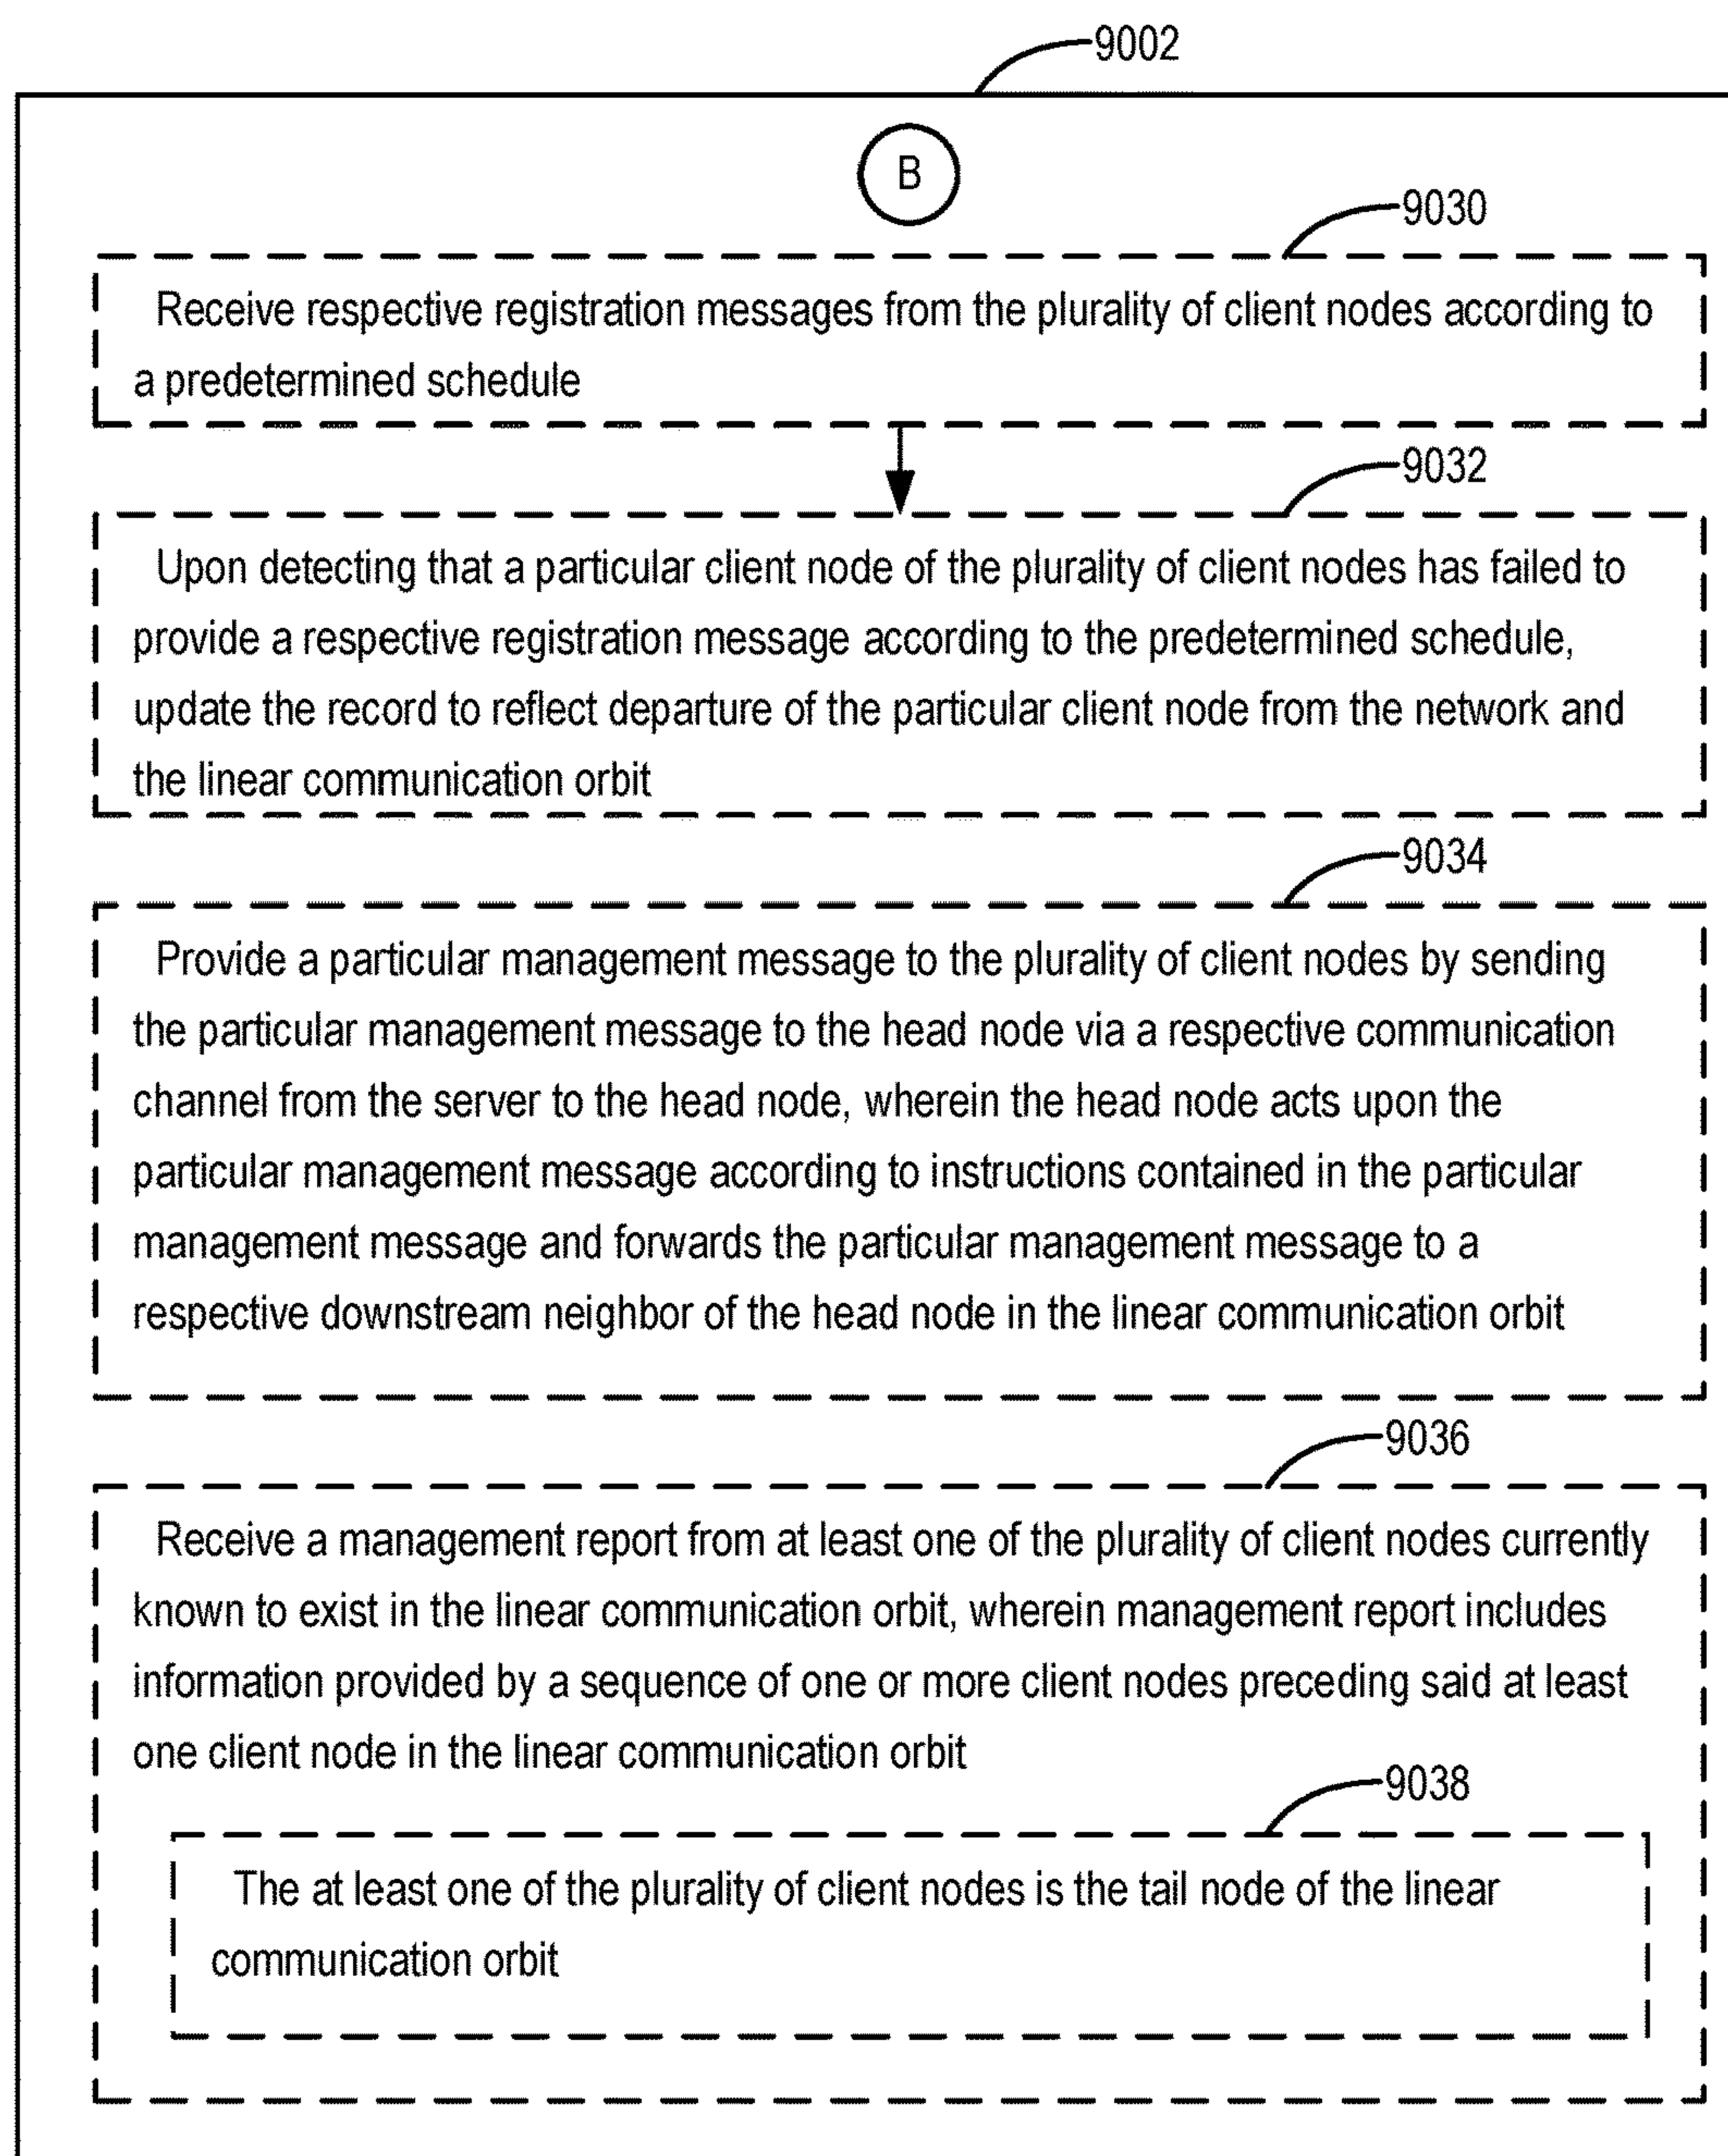 9002
B
9030
Receive respective registration messages from the plurality of client nodes according to
a predetermined schedule
9032
Upon detecting that a particular client node of the plurality of client nodes has failed to
provide a respective registration message according to the predetermined schedule,
update the record to reflect departure of the particular client node from the network and
the linear communication orbit
9034
Provide a particular management message to the plurality of client nodes by sending
the particular management message to the head node via a respective communication
channel from the server to the head node, wherein the head node acts upon the
particular management message according to instructions contained in the particular
management message and forwards the particular management message to a
respective downstream neighbor of the head node in the linear communication orbit
9036
Receive a management report from at least one of the plurality of client nodes currently
known to exist in the linear communication orbit, wherein management report includes
information provided by a sequence of one or more client nodes preceding said at least
one client node in the linear communication orbit
9038
The at least one of the plurality of client nodes is the tail node of the linear
communication orbit